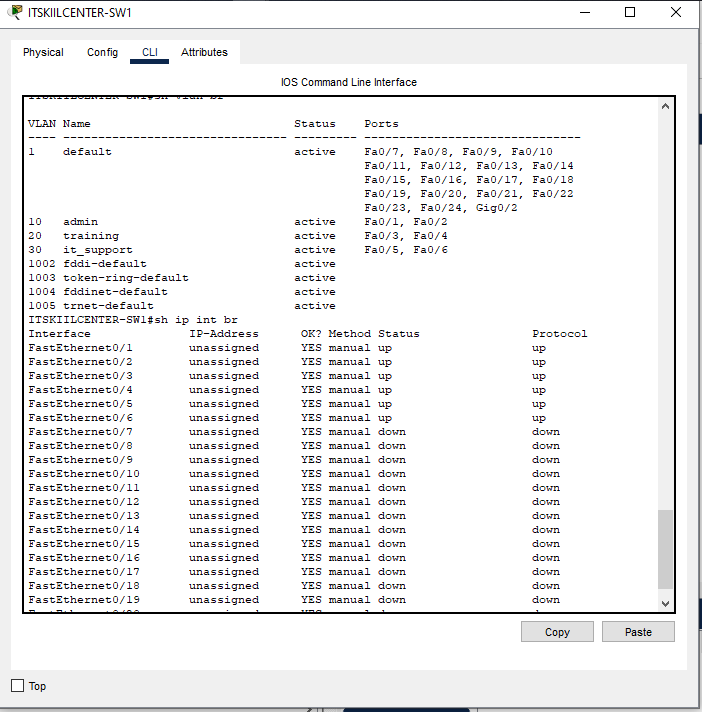 ITSKIILCENTER-SW1
Physical Config CLI Attributes
IOS Command Line Interface
ITSKIILCENTER-SW1#sh vlan br
VLAN Name Status Ports
---- -------------------------------- --------- -------------------------------
1 default active Fa0/7, Fa0/8, Fa0/9, Fa0/10
Fa0/11, Fa0/12, Fa0/13, Fa0/14
Fa0/15, Fa0/16, Fa0/17, Fa0/18
Fa0/19, Fa0/20, Fa0/21, Fa0/22
Fa0/23, Fa0/24, Gig0/2
10 admin active Fa0/1, Fa0/2
20 training active Fa0/3, Fa0/4
30 it_support active Fa0/5, Fa0/6
1002 fddi-default active
1003 token-ring-default active
1004 fddinet-default active
1005 trnet-default active
ITSKIILCENTER-SW1#sh ip int br
Interface IP-Address OK? Method Status Protocol
FastEthernet0/1 unassigned YES manual up up
FastEthernet0/2 unassigned YES manual up up
FastEthernet0/3 unassigned YES manual up up
FastEthernet0/4 unassigned YES manual up up
FastEthernet0/5 unassigned YES manual up up
FastEthernet0/6 unassigned YES manual up up
FastEthernet0/7 unassigned YES manual down down
FastEthernet0/8 unassigned YES manual down down
FastEthernet0/9 unassigned YES manual down down
FastEthernet0/10 unassigned YES manual down down
FastEthernet0/11 unassigned YES manual down down
FastEthernet0/12 unassigned YES manual down down
FastEthernet0/13 unassigned YES manual down down
FastEthernet0/14 unassigned YES manual down down
FastEthernet0/15 unassigned YES manual down down
FastEthernet0/16 unassigned YES manual down down
FastEthernet0/17 unassigned YES manual down down
FastEthernet0/18 unassigned YES manual down down
FastEthernet0/19 unassigned YES manual down down
Copy Paste
Top